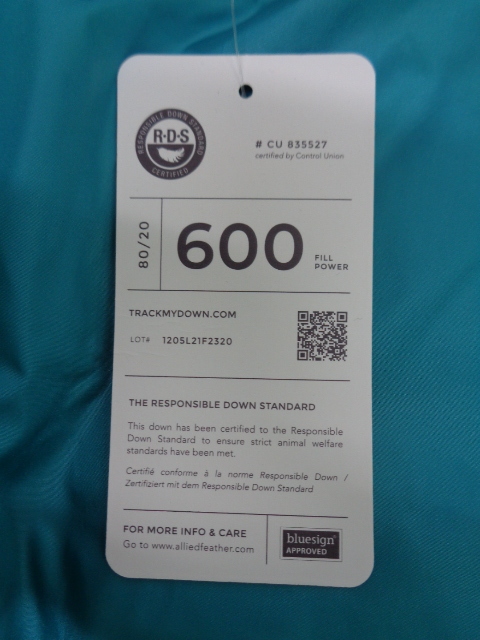 RESPONSIBLE DOWN STANDARD
R·D·S
CERTIFIED
# CU 835527
certified by Control Union
80/20
600
FILL
POWER
TRACKMYDOWN.COM
LOT# 1205L21F2320
THE RESPONSIBLE DOWN STANDARD
This down has been certified to the Responsible
Down Standard to ensure strict animal welfare
standards have been met.
Certifié conforme à la norme Responsible Down /
Zertifiziert mit dem Responsible Down Standard
FOR MORE INFO & CARE
Go to www.alliedfeather.com
bluesign®
APPROVED